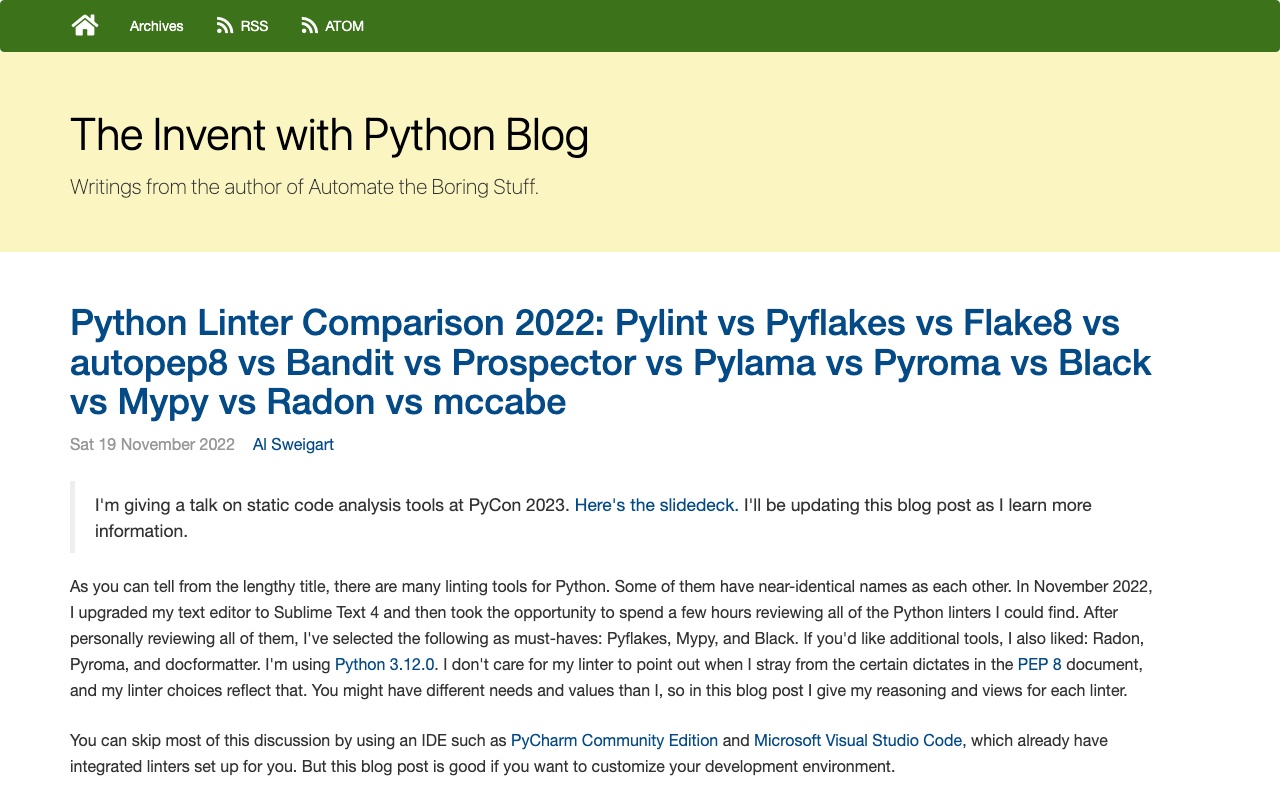 Archives RSS ATOM
The Invent with Python Blog
Writings from the author of Automate the Boring Stuff.
Python Linter Comparison 2022: Pylint vs Pyflakes vs Flake8 vs
autopep8 vs Bandit vs Prospector vs Pylama vs Pyroma vs Black
vs Mypy vs Radon vs mccabe
Sat 19 November 2022 Al Sweigart
I'm giving a talk on static code analysis tools at PyCon 2023. Here's the slidedeck. I'll be updating this blog post as I learn more
information.
As you can tell from the lengthy title, there are many linting tools for Python. Some of them have near-identical names as each other. In November 2022,
I upgraded my text editor to Sublime Text 4 and then took the opportunity to spend a few hours reviewing all of the Python linters I could find. After
personally reviewing all of them, I've selected the following as must-haves: Pyflakes, Mypy, and Black. If you'd like additional tools, I also liked: Radon,
Pyroma, and docformatter. I'm using Python 3.12.0. I don't care for my linter to point out when I stray from the certain dictates in the PEP 8 document,
and my linter choices reflect that. You might have different needs and values than I, so in this blog post I give my reasoning and views for each linter.
You can skip most of this discussion by using an IDE such as PyCharm Community Edition and Microsoft Visual Studio Code, which already have
integrated linters set up for you. But this blog post is good if you want to customize your development environment.